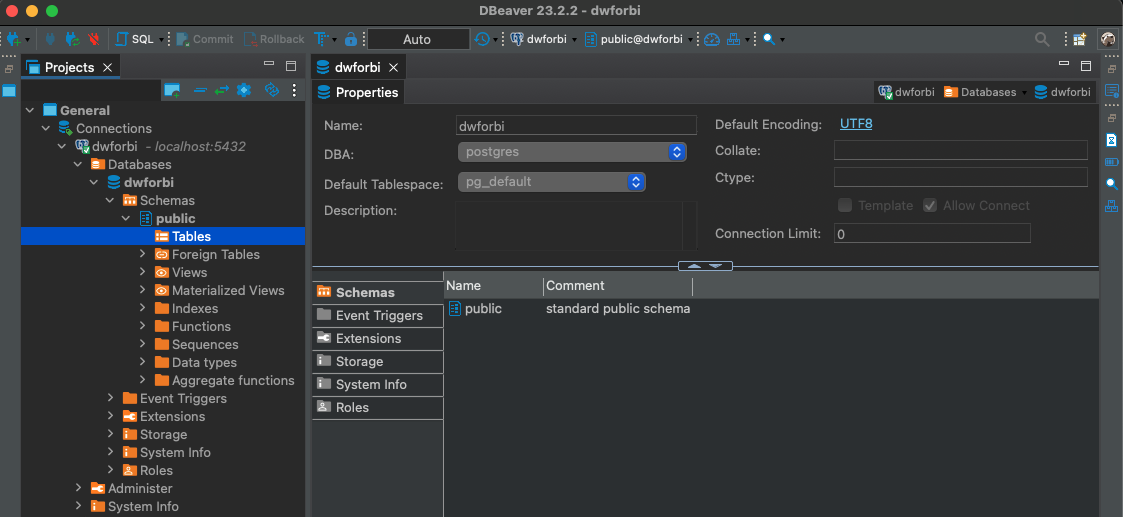 DBeaver 23.2.2 - dwforbi
SQL
Commit
Rollback
Auto
dwforbi
public@dwforbi
Projects
General
Connections
dwforbi - localhost:5432
Databases
dwforbi
Schemas
public
Tables
Foreign Tables
Views
Materialized Views
Indexes
Functions
Sequences
Data types
Aggregate functions
Event Triggers
Extensions
Storage
System Info
Roles
Administer
System Info
dwforbi
Properties
dwforbi
Databases
dwforbi
Name: dwforbi
DBA: postgres
Default Tablespace: pg_default
Description:
Default Encoding: UTF8
Collate:
Ctype:
Template Allow Connect
Connection Limit: 0
Schemas
Event Triggers
Extensions
Storage
System Info
Roles
Name Comment
public standard public schema